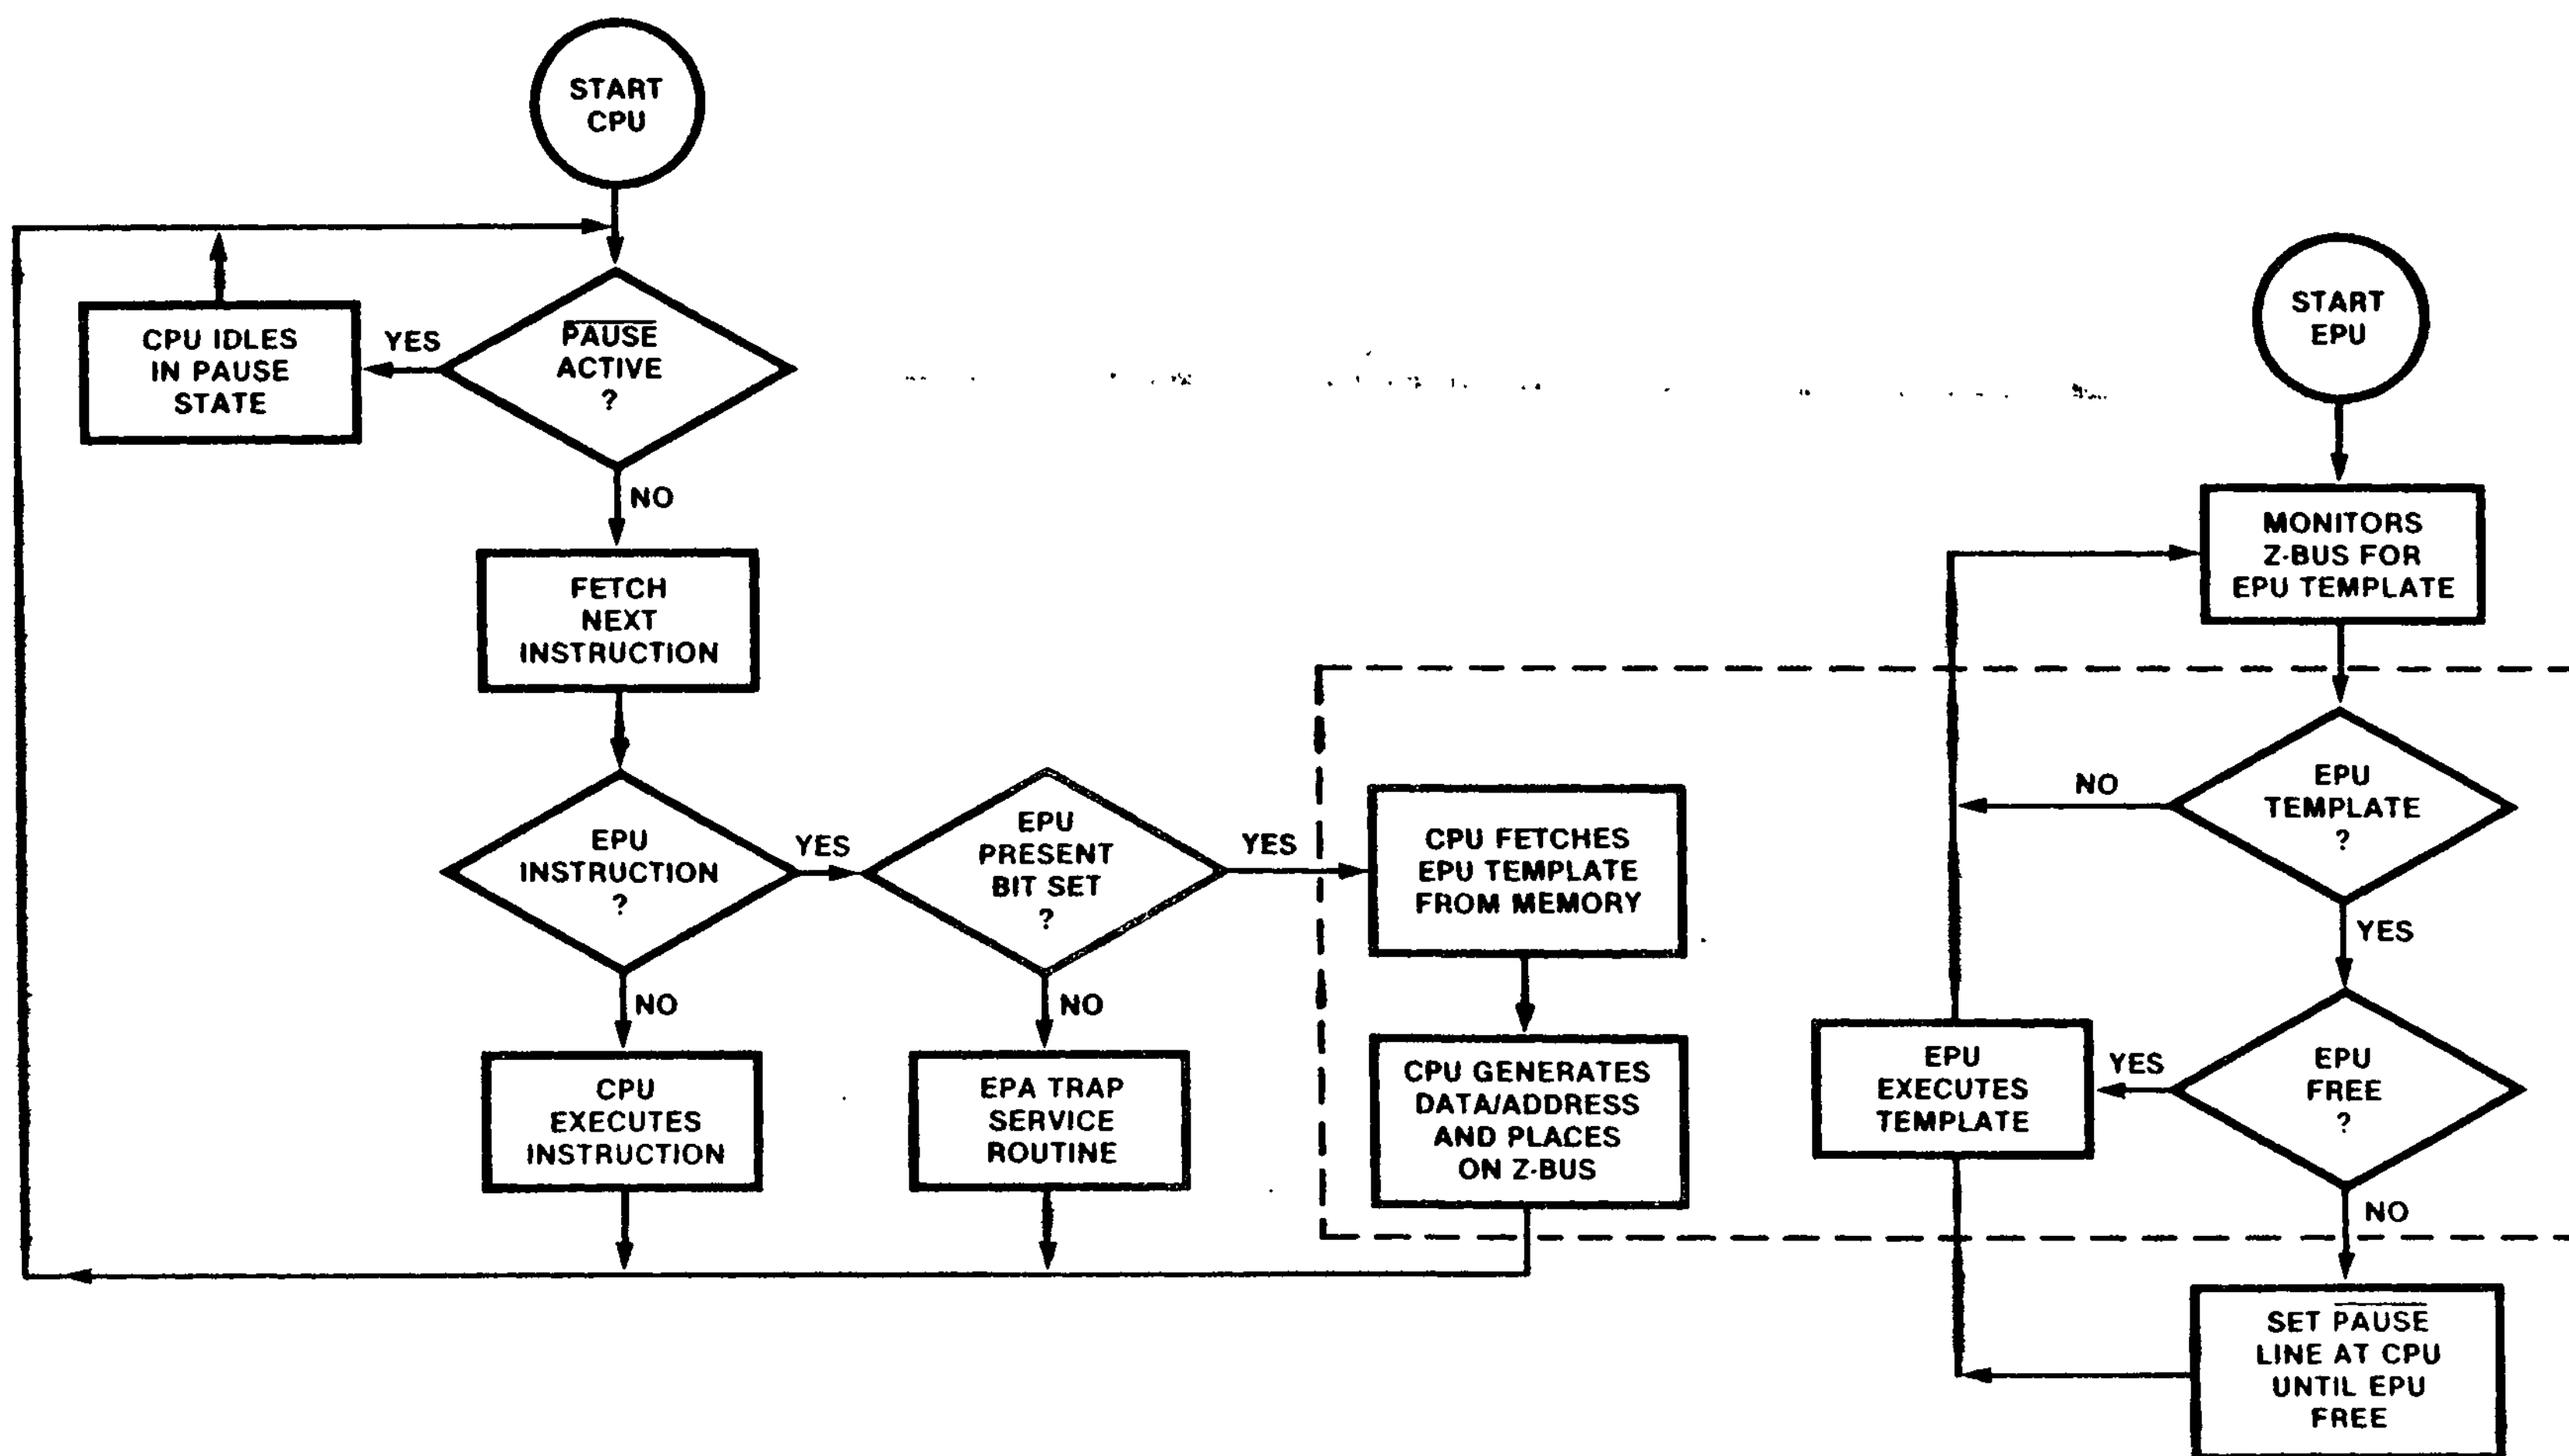 START
CPU
CPU IDLES
IN PAUSE
STATE
YES
PAUSE
ACTIVE
?
NO
FETCH
NEXT
INSTRUCTION
EPU
INSTRUCTION
?
YES
EPU
PRESENT
BIT SET
?
YES
NO
NO
CPU
EXECUTES
INSTRUCTION
EPA TRAP
SERVICE
ROUTINE
CPU FETCHES
EPU TEMPLATE
FROM MEMORY
CPU GENERATES
DATA/ADDRESS
AND PLACES
ON Z-BUS
START
EPU
MONITORS
Z-BUS FOR
EPU TEMPLATE
EPU
TEMPLATE
?
NO
YES
EPU
FREE
?
YES
EPU
EXECUTES
TEMPLATE
NO
SET PAUSE
LINE AT CPU
UNTIL EPU
FREE